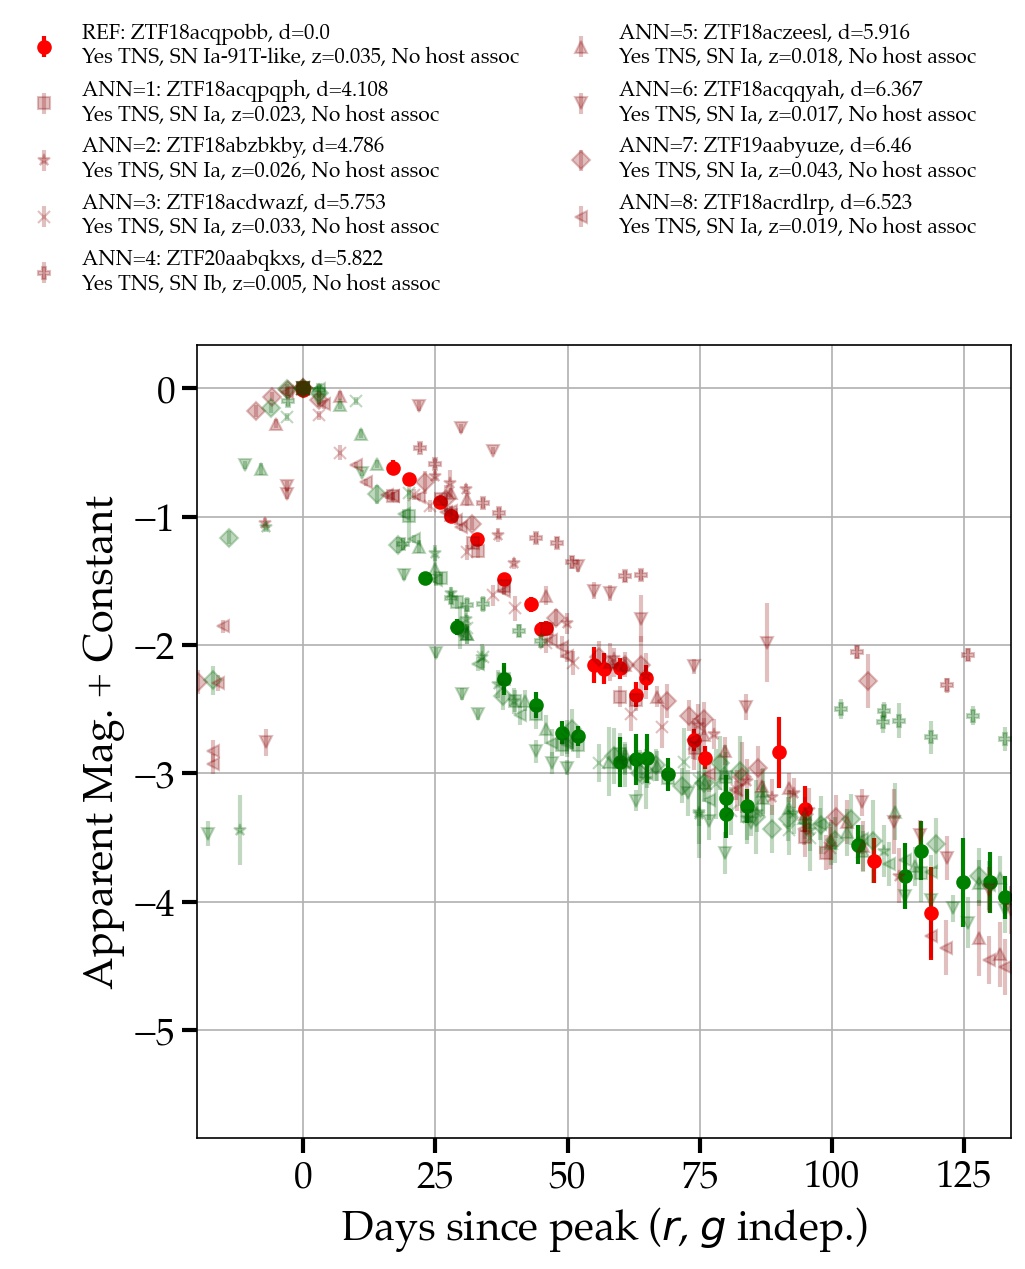 REF: ZTF18acqpobb, d=0.0
Yes TNS, SN Ia-91T-like, z=0.035, No host assoc
ANN=1: ZTF18acqpqph, d=4.108
Yes TNS, SN Ia, z=0.023, No host assoc
ANN=2: ZTF18abzbkby, d=4.786
Yes TNS, SN Ia, z=0.026, No host assoc
ANN=3: ZTF18acdwazf, d=5.753
Yes TNS, SN Ia, z=0.033, No host assoc
ANN=4: ZTF20aabqkxs, d=5.822
Yes TNS, SN Ib, z=0.005, No host assoc
ANN=5: ZTF18aczeesl, d=5.916
Yes TNS, SN Ia, z=0.018, No host assoc
ANN=6: ZTF18acqqyah, d=6.367
Yes TNS, SN Ia, z=0.017, No host assoc
ANN=7: ZTF19aabyuze, d=6.46
Yes TNS, SN Ia, z=0.043, No host assoc
ANN=8: ZTF18acrdlrp, d=6.523
Yes TNS, SN Ia, z=0.019, No host assoc
Apparent Mag. + Constant
0
−1
−2
−3
−4
−5
0 25 50 75 100 125
Days since peak (r, g indep.)